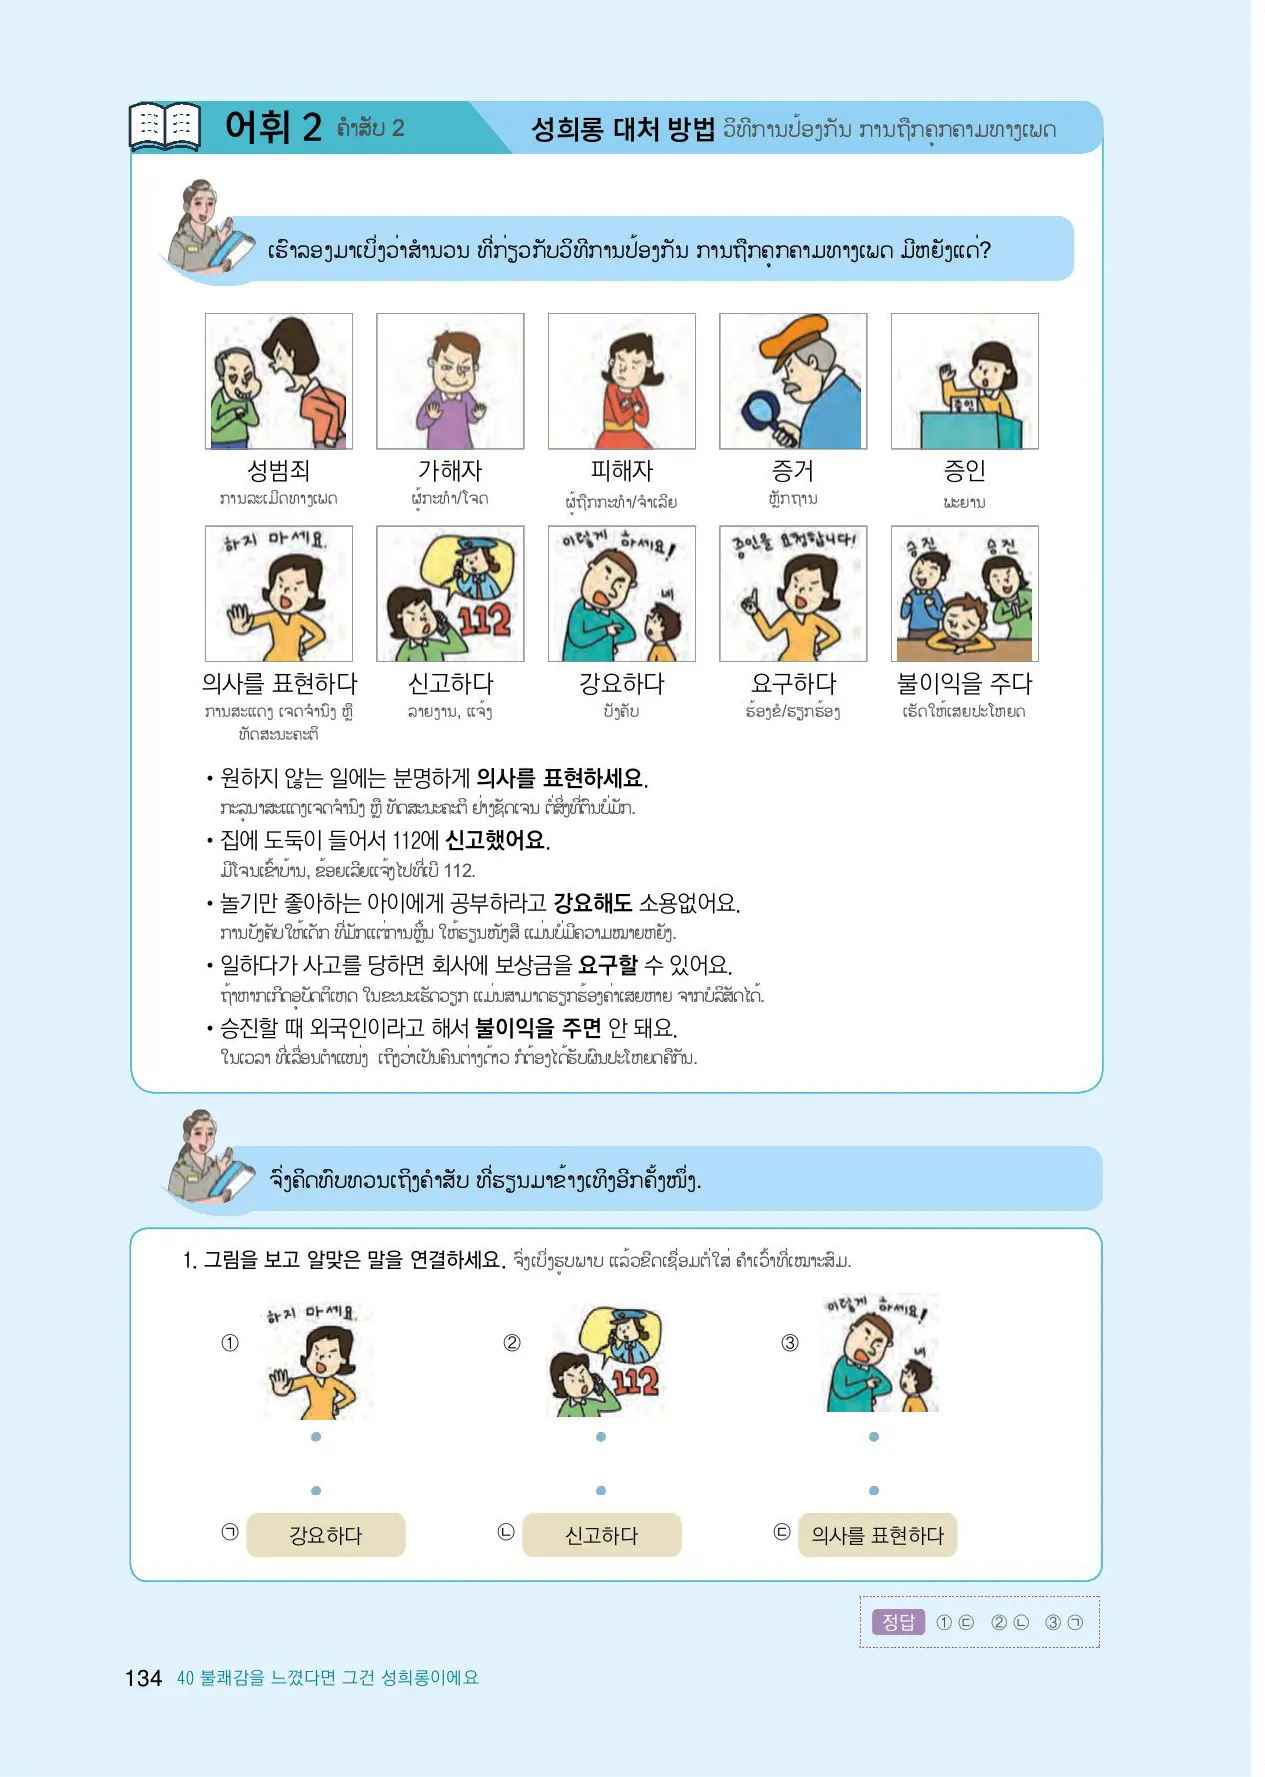 어휘 2 ຄຳສັບ 2
성희롱 대처 방법 ວິທີການປ້ອງກັນ ການຖືກຄຸກຄາມທາງເພດ
ເຮົາລອງມາເບິ່ງວ່າສຳນວນ ທີ່ກ່ຽວກັບວິທີການປ້ອງກັນ ການຖືກຄຸກຄາມທາງເພດ ມີຫຍັງແດ່?
증인
성범죄 가해자 피해자 증거 증인
ການລະເມີດທາງເພດ ຜູ້ກະທຳ/ໂຈດ ຜູ້ຖືກກະທຳ/ຈຳເລີຍ ຫຼັກຖານ ພະຍານ
하지 마세요. 이렇게 하세요! 증인을 요청합니다! 승진 승진
네
112
의사를 표현하다 신고하다 강요하다 요구하다 불이익을 주다
ການສະແດງ ເຈດຈຳນົງ ຫຼື ລາຍງານ, ແຈ້ງ ບັງຄັບ ຮ້ອງຂໍ/ຮຽກຮ້ອງ ເຮັດໃຫ້ເສຍປະໂຫຍດ
ທັດສະນະຄະຕິ
• 원하지 않는 일에는 분명하게 의사를 표현하세요.
ກະລຸນາສະແດງເຈດຈຳນົງ ຫຼື ທັດສະນະຄະຕິ ຢ່າງຊັດເຈນ ຕໍ່ສິ່ງທີ່ຕົນບໍ່ມັກ.
• 집에 도둑이 들어서 112에 신고했어요.
ມີໂຈນເຂົ້າບ້ານ, ຂ້ອຍເລີຍແຈ້ງໄປທີ່ເບີ 112.
• 놀기만 좋아하는 아이에게 공부하라고 강요해도 소용없어요.
ການບັງຄັບໃຫ້ເດັກ ທີ່ມັກແຕ່ການຫຼິ້ນ ໃຫ້ຮຽນໜັງສື ແມ່ນບໍ່ມີຄວາມໝາຍຫຍັງ.
• 일하다가 사고를 당하면 회사에 보상금을 요구할 수 있어요.
ຖ້າຫາກເກີດອຸບັດຕິເຫດ ໃນຂະນະເຮັດວຽກ ແມ່ນສາມາດຮຽກຮ້ອງຄ່າເສຍຫາຍ ຈາກບໍລິສັດໄດ້.
• 승진할 때 외국인이라고 해서 불이익을 주면 안 돼요.
ໃນເວລາ ທີ່ເລື່ອນຕຳແໜ່ງ ເຖິງວ່າເປັນຄົນຕ່າງດ້າວ ກໍຕ້ອງໄດ້ຮັບຜົນປະໂຫຍດຄືກັນ.
ຈົ່ງຄິດທົບທວນເຖິງຄຳສັບ ທີ່ຮຽນມາຂ້າງເທິງອີກຄັ້ງໜຶ່ງ.
1. 그림을 보고 알맞은 말을 연결하세요. ຈົ່ງເບິ່ງຮູບພາບ ແລ້ວຂີດເຊື່ອມຕໍ່ໃສ່ ຄຳເວົ້າທີ່ເໝາະສົມ.
하지 마세요. 이렇게 하세요!
① ② ③
네
112
㉠ 강요하다 ㉡ 신고하다 ㉢ 의사를 표현하다
정답 ① ㉢ ② ㉡ ③ ㉠
134 40 불쾌감을 느꼈다면 그건 성희롱이에요